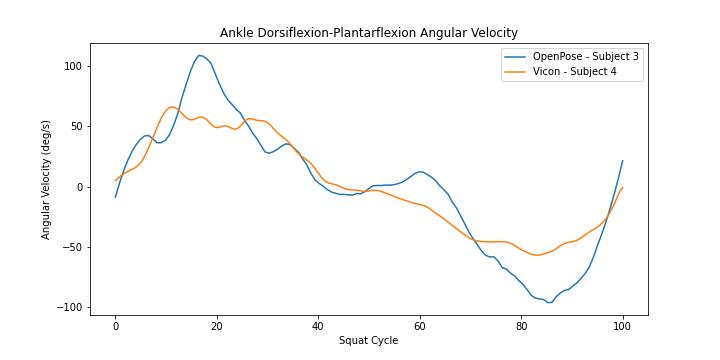 Ankle Dorsiflexion-Plantarflexion Angular Velocity
OpenPose - Subject 3
Vicon - Subject 4
Angular Velocity (deg/s)
100
50
0
−50
−100
0
20
40
60
80
100
Squat Cycle